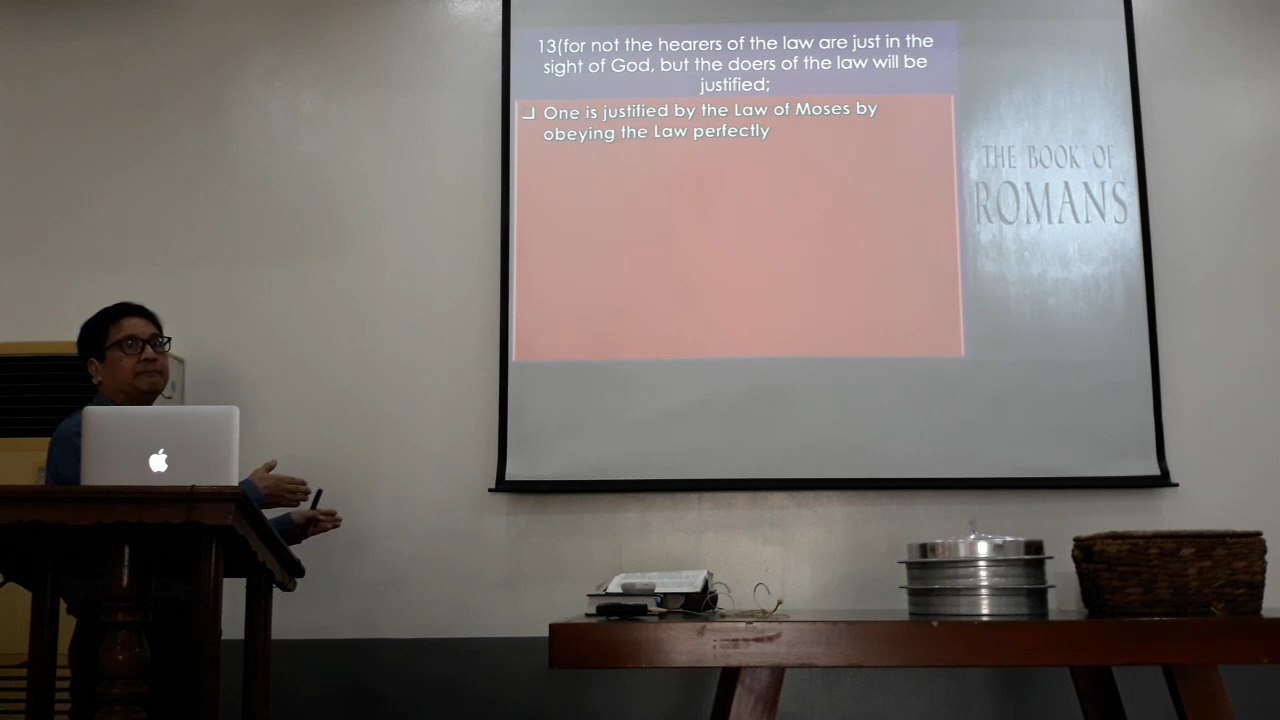 13(for not the hearers of the law are just in the
sight of God, but the doers of the law will be
justified;
One is justified by the Law of Moses by
obeying the Law perfectly
THE BOOK OF
ROMANS